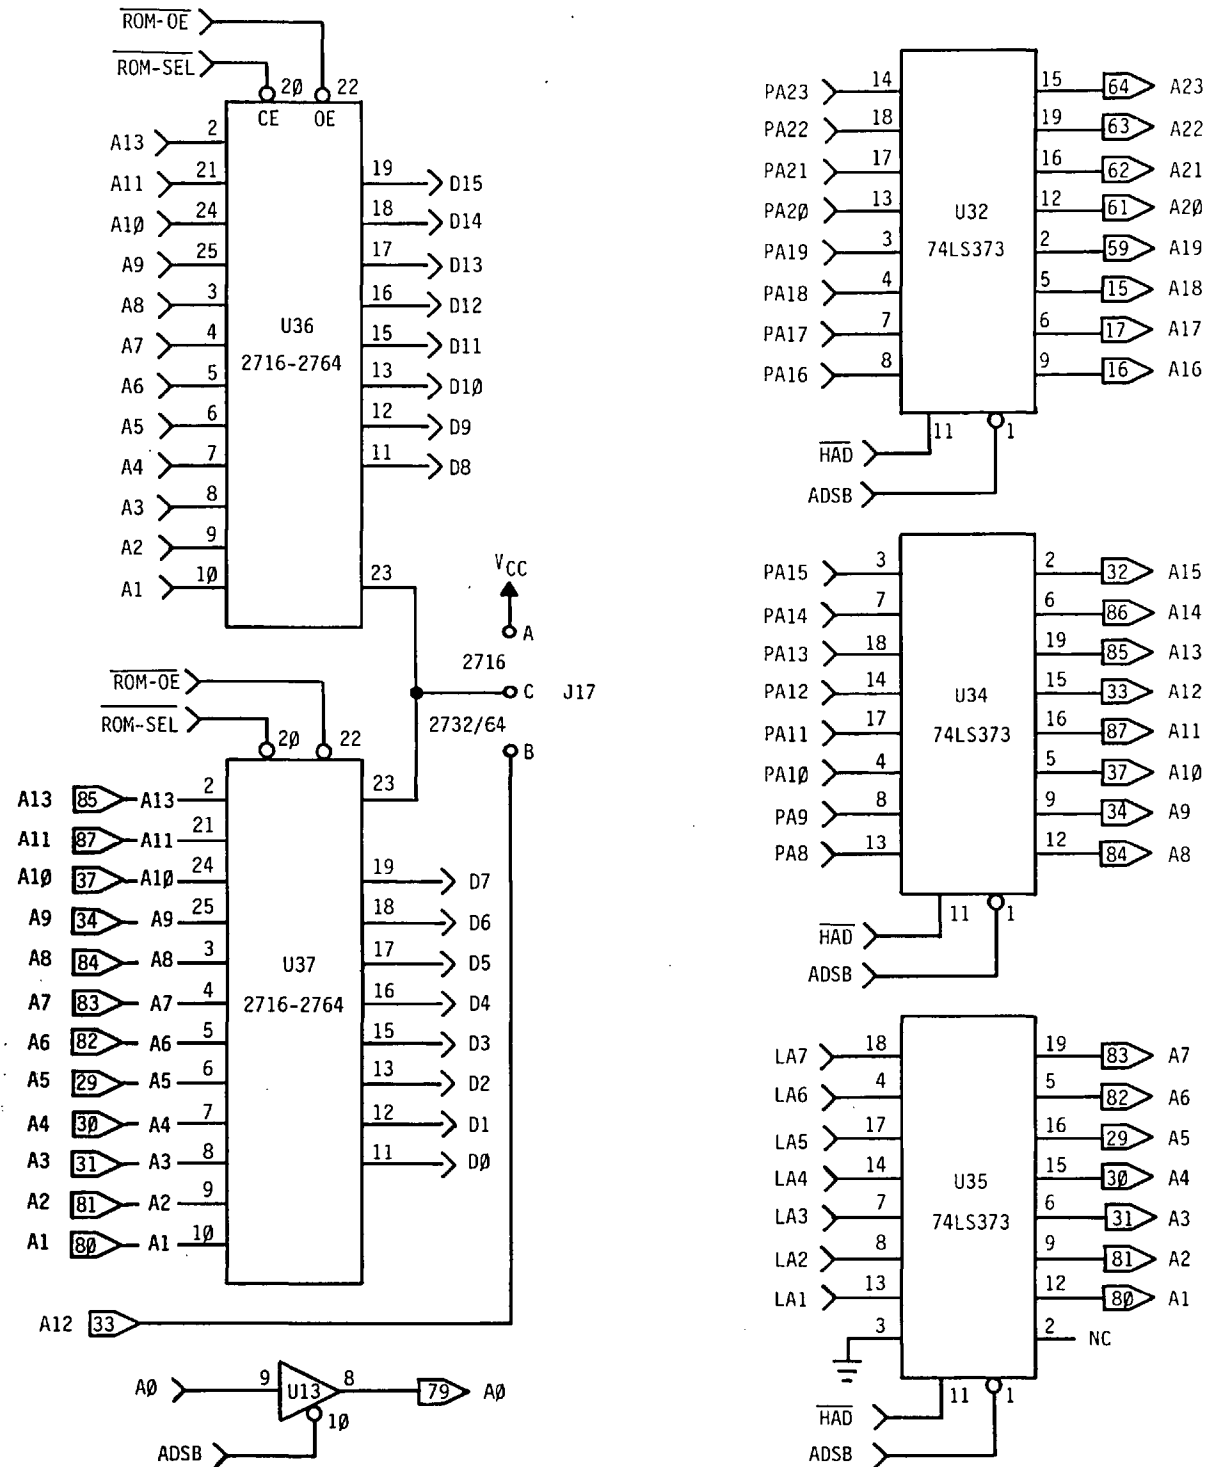 ROM-OE
ROM-SEL
20 22
CE OE
A13 2
A11 21
A10 24
A9 25
A8 3
A7 4
A6 5
A5 6
A4 7
A3 8
A2 9
A1 10
U36
2716-2764
19 D15
18 D14
17 D13
16 D12
15 D11
13 D10
12 D9
11 D8
23
VCC
A
2716
C J17
2732/64
B
ROM-OE
ROM-SEL
20 22
A13 85 A13 2
A11 87 A11 21
A10 37 A10 24
A9 34 A9 25
A8 84 A8 3
A7 83 A7 4
A6 82 A6 5
A5 29 A5 6
A4 30 A4 7
A3 31 A3 8
A2 81 A2 9
A1 80 A1 10
U37
2716-2764
23
19 D7
18 D6
17 D5
16 D4
15 D3
13 D2
12 D1
11 D0
A12 33
A0 9 U13 8 79 A0
10
ADSB
PA23 14 15 64 A23
PA22 18 19 63 A22
PA21 17 16 62 A21
PA20 13 12 61 A20
PA19 3 2 59 A19
PA18 4 5 15 A18
PA17 7 6 17 A17
PA16 8 9 16 A16
U32
74LS373
HAD 11 1
ADSB
PA15 3 2 32 A15
PA14 7 6 86 A14
PA13 18 19 85 A13
PA12 14 15 33 A12
PA11 17 16 87 A11
PA10 4 5 37 A10
PA9 8 9 34 A9
PA8 13 12 84 A8
U34
74LS373
HAD 11 1
ADSB
LA7 18 19 83 A7
LA6 4 5 82 A6
LA5 17 16 29 A5
LA4 14 15 30 A4
LA3 7 6 31 A3
LA2 8 9 81 A2
LA1 13 12 80 A1
3 2 NC
U35
74LS373
HAD 11 1
ADSB